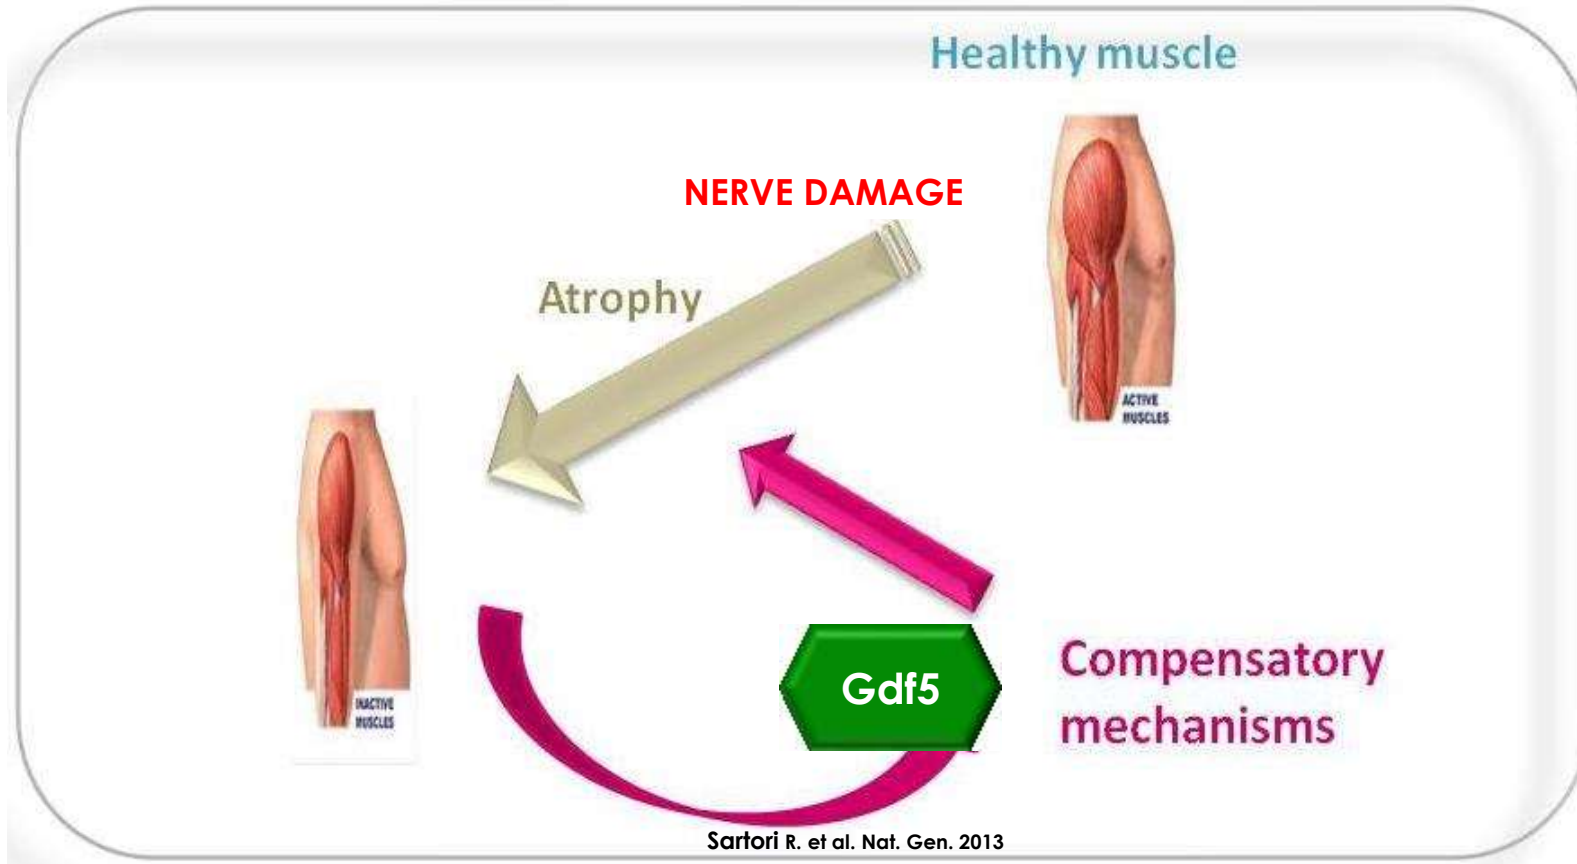 Healthy muscle
NERVE DAMAGE
Atrophy
ACTIVE
MUSCLES
INACTIVE
MUSCLES
Gdf5
Compensatory
mechanisms
Sartori R. et al. Nat. Gen. 2013